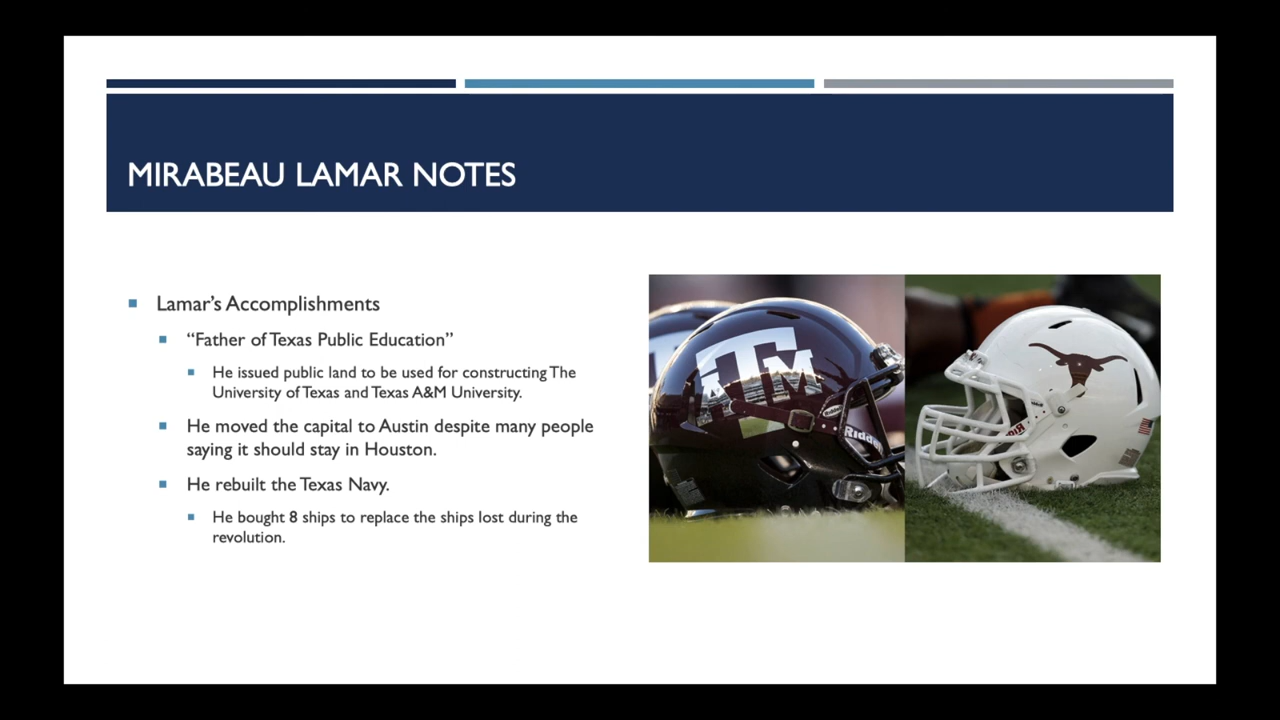 MIRABEAU LAMAR NOTES
Lamar's Accomplishments
“Father of Texas Public Education”
He issued public land to be used for constructing The
University of Texas and Texas A&M University.
He moved the capital to Austin despite many people
saying it should stay in Houston.
He rebuilt the Texas Navy.
He bought 8 ships to replace the ships lost during the
revolution.
ATM
Riddell